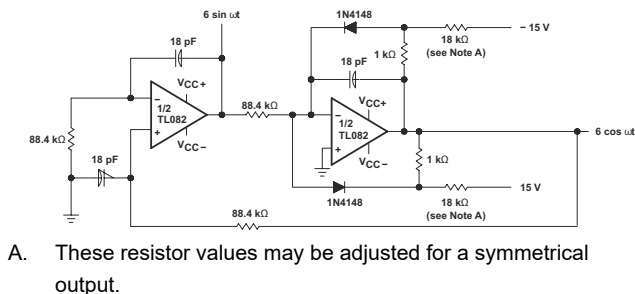 6 sin ωt
1N4148
– 15 V
18 pF
18 kΩ
(see Note A)
1 kΩ
18 pF
VCC+
–
1/2
TL082
+
VCC–
88.4 kΩ
VCC+
–
1/2
TL082
+
VCC–
6 cos ωt
88.4 kΩ
18 pF
1 kΩ
15 V
1N4148
18 kΩ
(see Note A)
88.4 kΩ
A. These resistor values may be adjusted for a symmetrical
output.